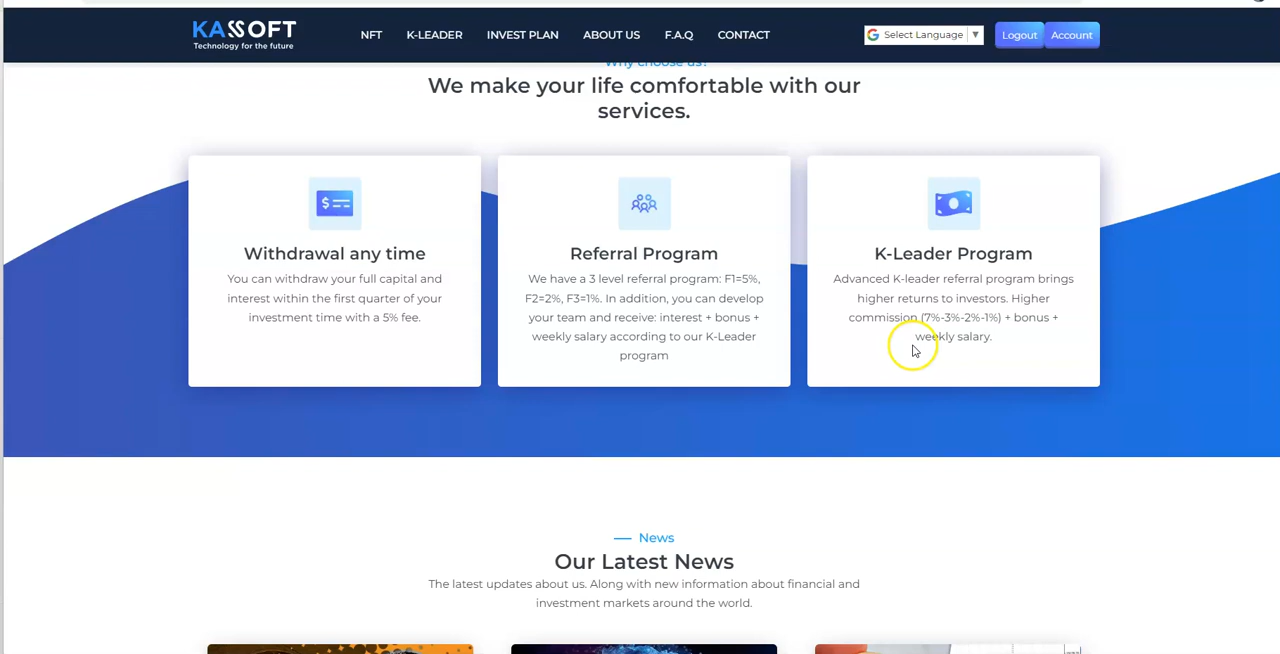 KASSOFT
Technology for the future
NFT
K-LEADER
INVEST PLAN
ABOUT US
F.A.Q
CONTACT
Select Language ▼
Logout
Account
Why choose us?
We make your life comfortable with our
services.
Withdrawal any time
You can withdraw your full capital and
interest within the first quarter of your
investment time with a 5% fee.
Referral Program
We have a 3 level referral program: F1=5%,
F2=2%, F3=1%. In addition, you can develop
your team and receive: interest + bonus +
weekly salary according to our K-Leader
program
K-Leader Program
Advanced K-leader referral program brings
higher returns to investors. Higher
commission (7%-3%-2%-1%) + bonus +
weekly salary.
News
Our Latest News
The latest updates about us. Along with new information about financial and
investment markets around the world.